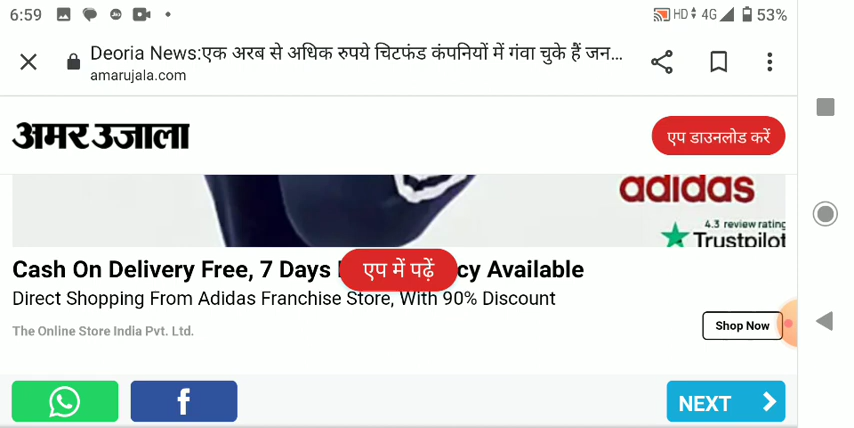 6:59 Jio HD 4G 53%
Deoria News:एक अरब से अधिक रुपये चिटफंड कंपनियों में गंवा चुके हैं जन...
amarujala.com
अमर उजाला
एप डाउनलोड करें
adidas
4.3 review rating
Trustpilot
Cash On Delivery Free, 7 Days cy Available
एप में पढ़ें
Direct Shopping From Adidas Franchise Store, With 90% Discount
The Online Store India Pvt. Ltd.
Shop Now
f NEXT